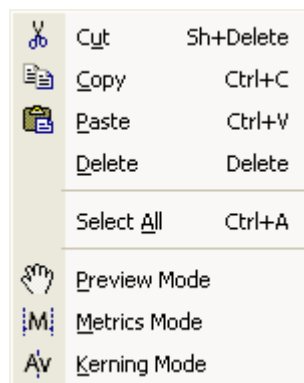 Cut Sh+Delete
Copy Ctrl+C
Paste Ctrl+V
Delete Delete
Select All Ctrl+A
Preview Mode
M Metrics Mode
AV Kerning Mode